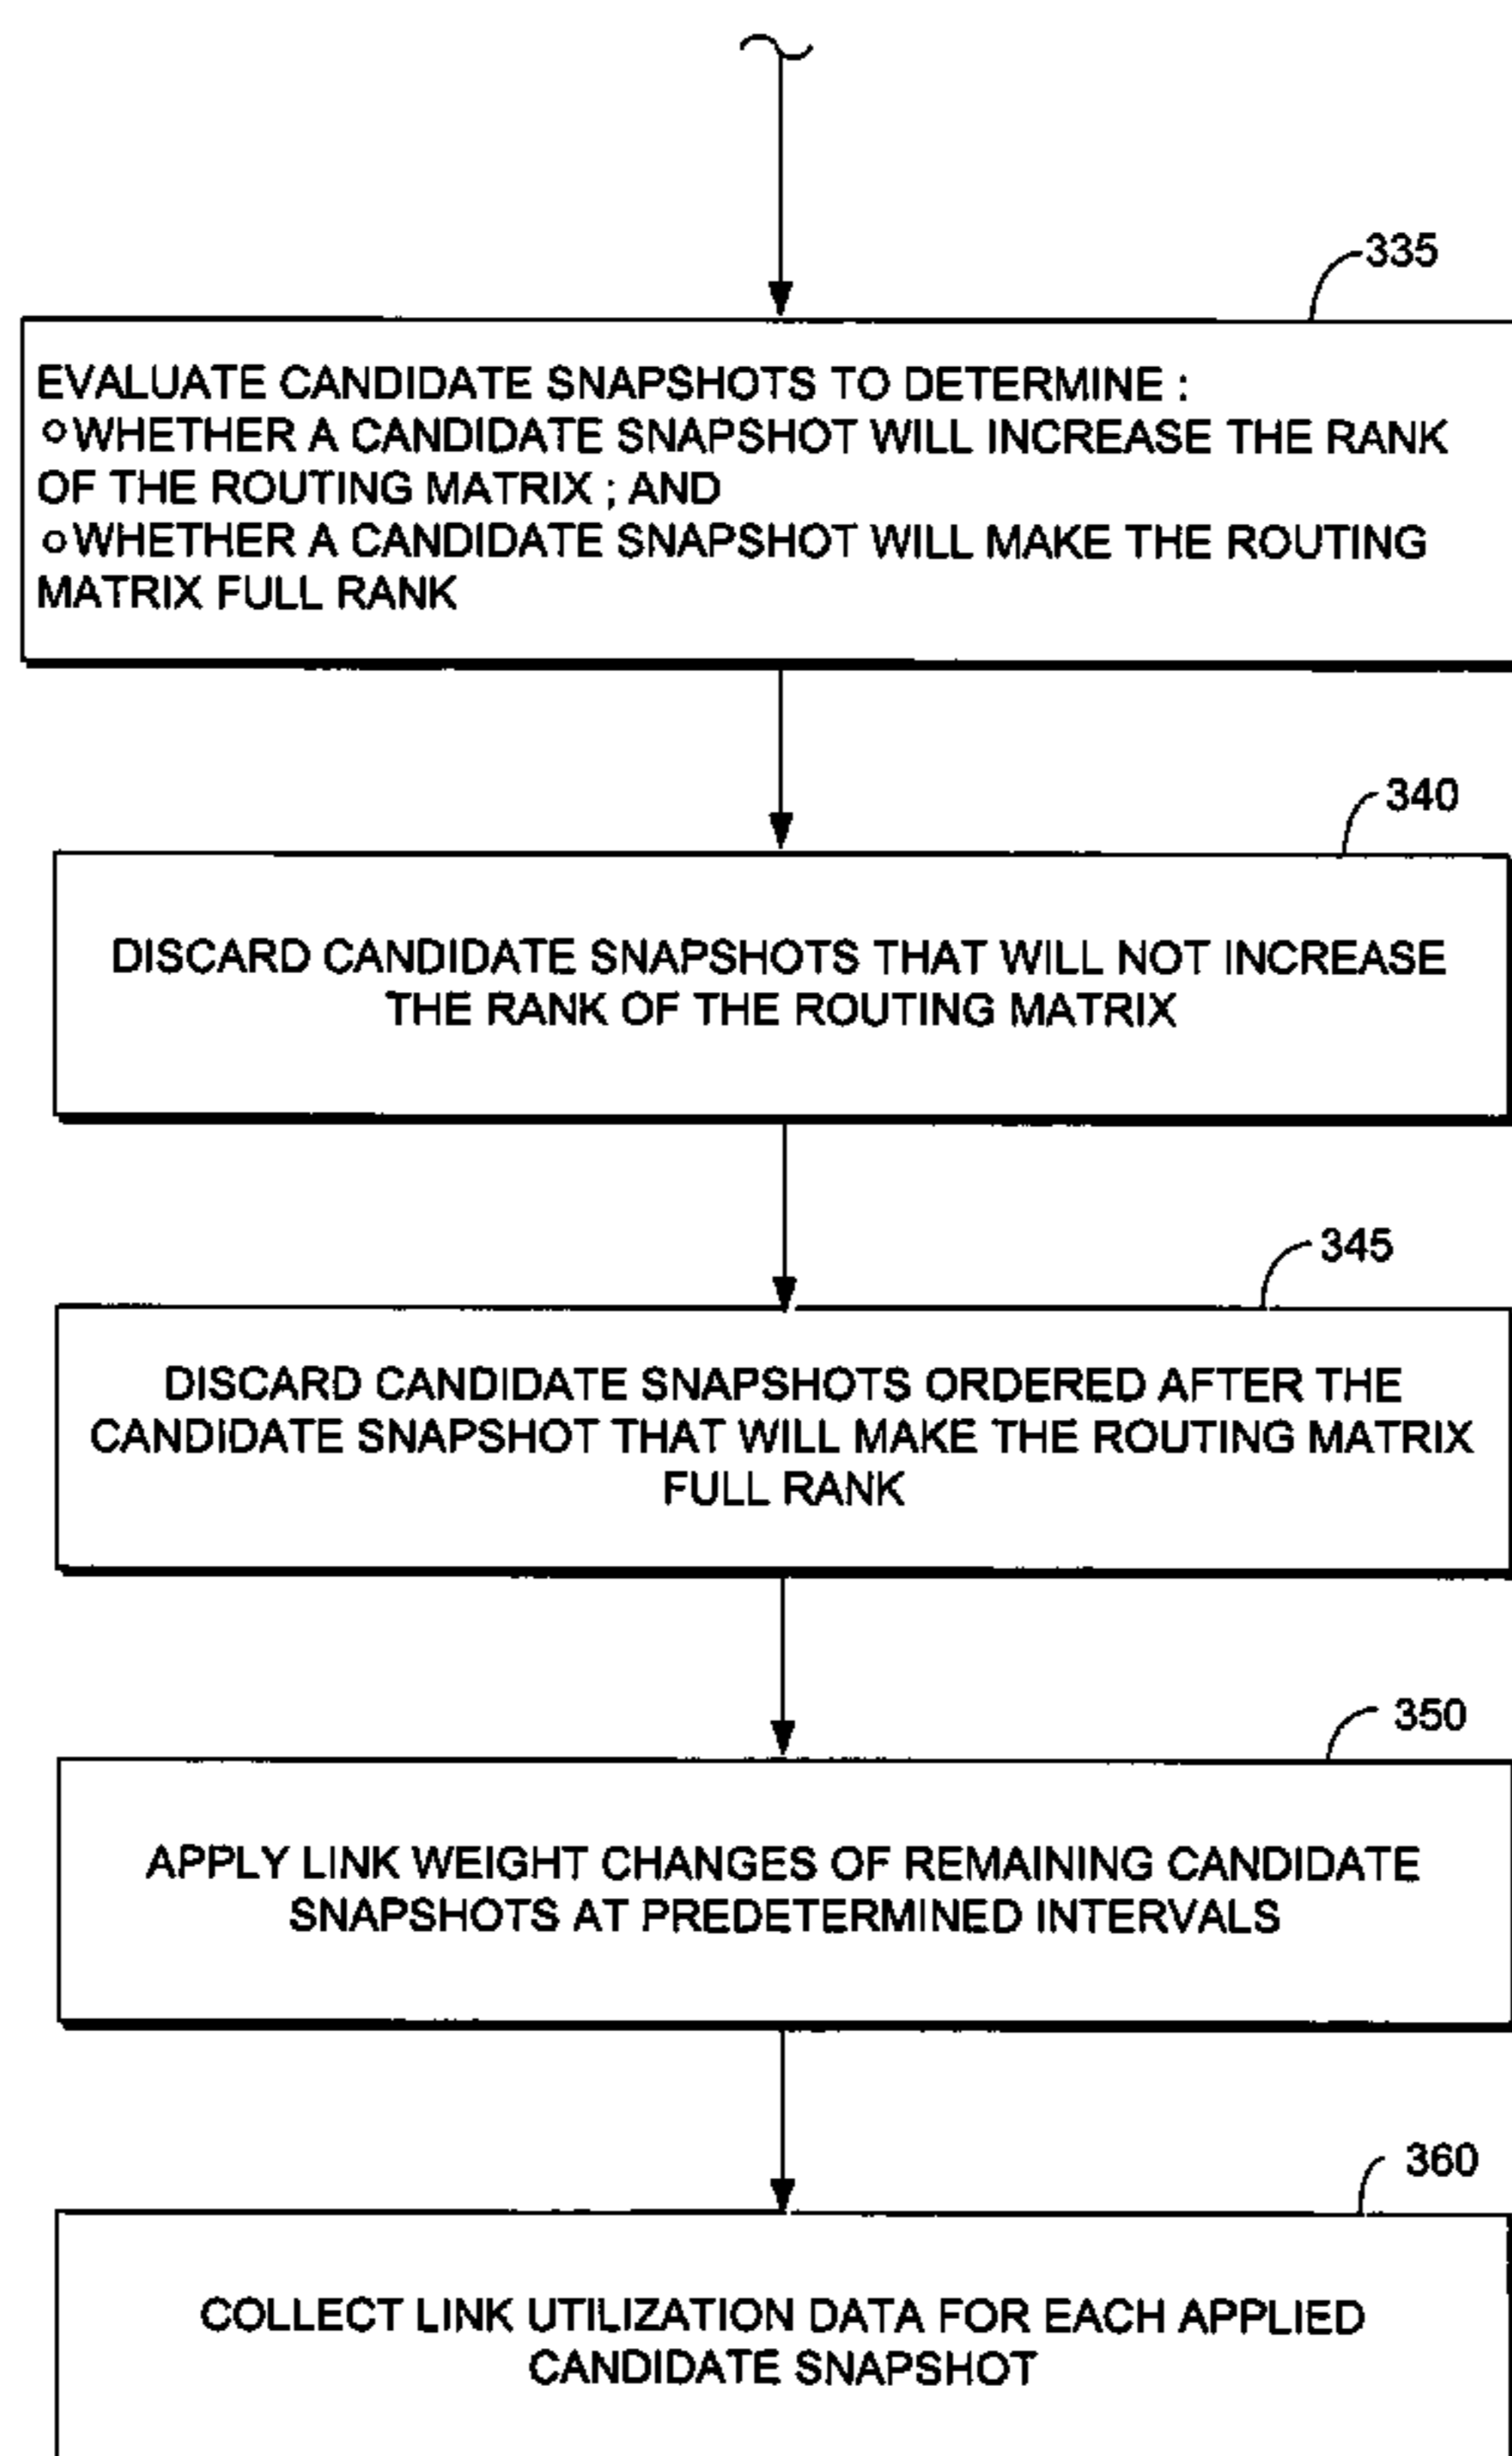 335
EVALUATE CANDIDATE SNAPSHOTS TO DETERMINE :
○ WHETHER A CANDIDATE SNAPSHOT WILL INCREASE THE RANK
OF THE ROUTING MATRIX ; AND
○ WHETHER A CANDIDATE SNAPSHOT WILL MAKE THE ROUTING
MATRIX FULL RANK
340
DISCARD CANDIDATE SNAPSHOTS THAT WILL NOT INCREASE
THE RANK OF THE ROUTING MATRIX
345
DISCARD CANDIDATE SNAPSHOTS ORDERED AFTER THE
CANDIDATE SNAPSHOT THAT WILL MAKE THE ROUTING MATRIX
FULL RANK
350
APPLY LINK WEIGHT CHANGES OF REMAINING CANDIDATE
SNAPSHOTS AT PREDETERMINED INTERVALS
360
COLLECT LINK UTILIZATION DATA FOR EACH APPLIED
CANDIDATE SNAPSHOT